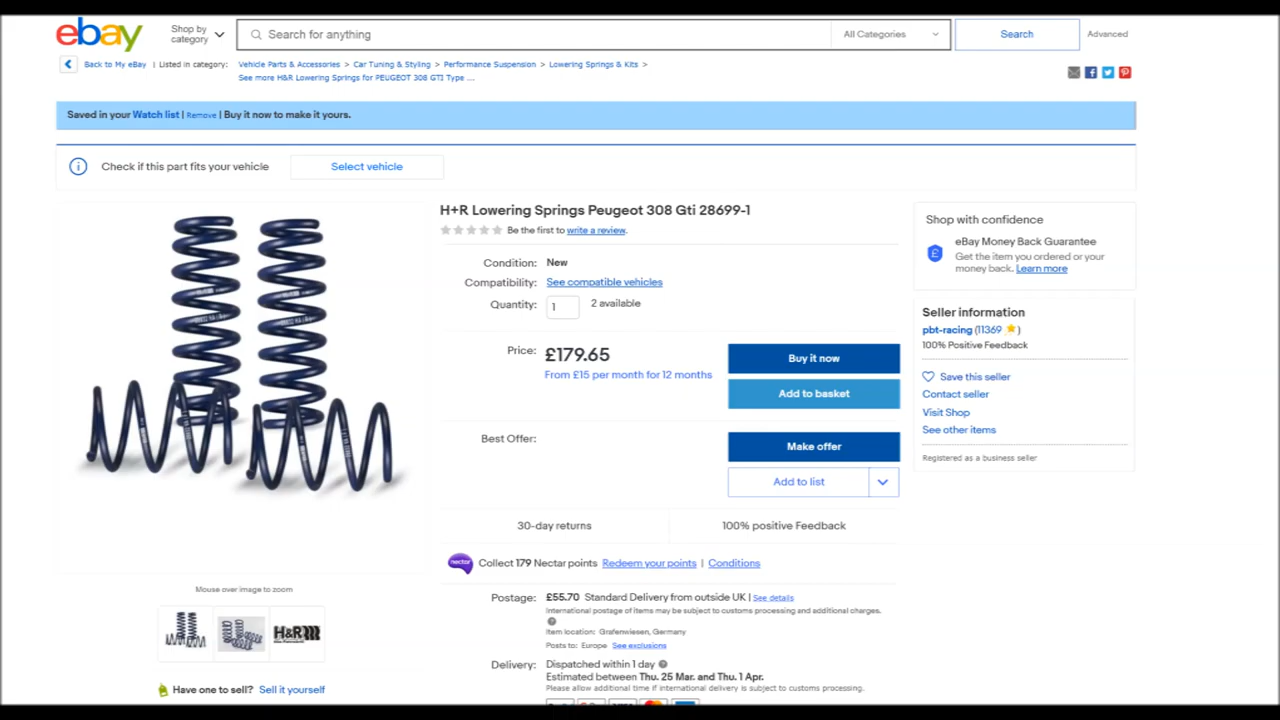 ebay
Shop by category
Search for anything
All Categories
Search
Advanced
Back to My eBay | Listed in category:
Vehicle Parts & Accessories > Car Tuning & Styling > Performance Suspension > Lowering Springs & Kits >
See more H&R Lowering Springs for PEUGEOT 308 GTI Type ...
Saved in your Watch list | Remove | Buy it now to make it yours.
Check if this part fits your vehicle
Select vehicle
H+R Lowering Springs Peugeot 308 Gti 28699-1
Be the first to write a review.
Condition: New
Compatibility: See compatible vehicles
Quantity: 1 2 available
Price: £179.65
From £15 per month for 12 months
Buy it now
Add to basket
Best Offer:
Make offer
Add to list
30-day returns
100% positive Feedback
nectar Collect 179 Nectar points Redeem your points | Conditions
Postage: £55.70 Standard Delivery from outside UK | See details
International postage of items may be subject to customs processing and additional charges.
Item location: Grafenwiesen, Germany
Posts to: Europe See exclusions
Delivery: Dispatched within 1 day
Estimated between Thu. 25 Mar. and Thu. 1 Apr.
Please allow additional time if international delivery is subject to customs processing.
Shop with confidence
eBay Money Back Guarantee
Get the item you ordered or your
money back. Learn more
Seller information
pbt-racing (11369 )
100% Positive Feedback
Save this seller
Contact seller
Visit Shop
See other items
Registered as a business seller
Mouse over image to zoom
H&R
Have one to sell? Sell it yourself